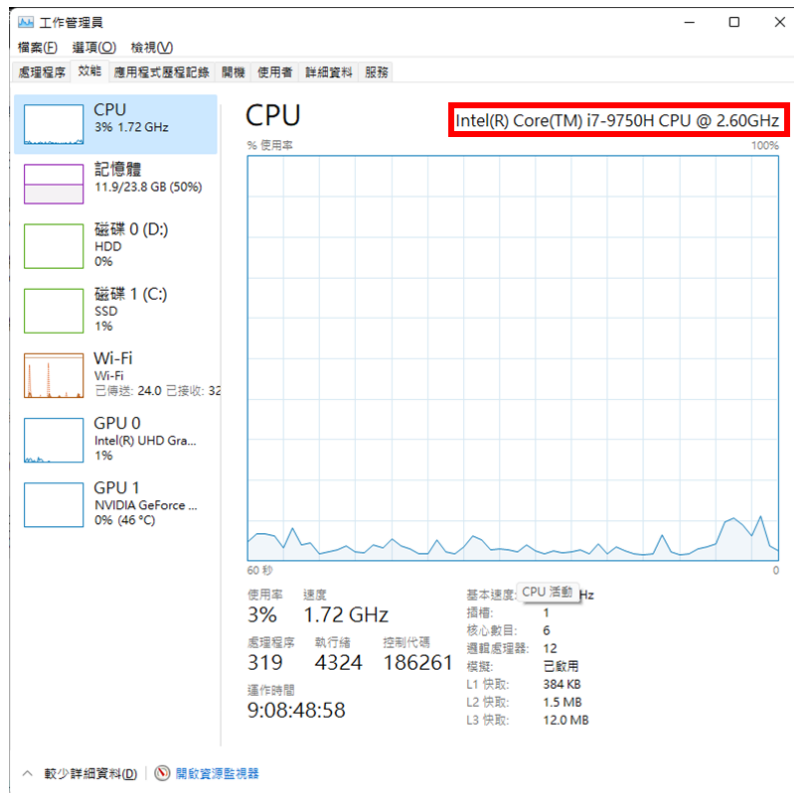 工作管理員
檔案(F) 選項(O) 檢視(V)
處理程序 效能 應用程式歷程記錄 開機 使用者 詳細資料 服務
CPU
3% 1.72 GHz
記憶體
11.9/23.8 GB (50%)
磁碟 0 (D:)
HDD
0%
磁碟 1 (C:)
SSD
1%
Wi-Fi
Wi-Fi
已傳送: 24.0 已接收: 32
GPU 0
Intel(R) UHD Gra...
1%
GPU 1
NVIDIA GeForce ...
0% (46 °C)
CPU
Intel(R) Core(TM) i7-9750H CPU @ 2.60GHz
% 使用率 100%
60 秒 0
使用率 速度
3% 1.72 GHz
處理程序 執行緒 控制代碼
319 4324 186261
運作時間
9:08:48:58
基本速度: Hz
CPU 活動
插槽: 1
核心數目: 6
邏輯處理器: 12
模擬: 已啟用
L1 快取: 384 KB
L2 快取: 1.5 MB
L3 快取: 12.0 MB
較少詳細資料(D) 開啟資源監視器